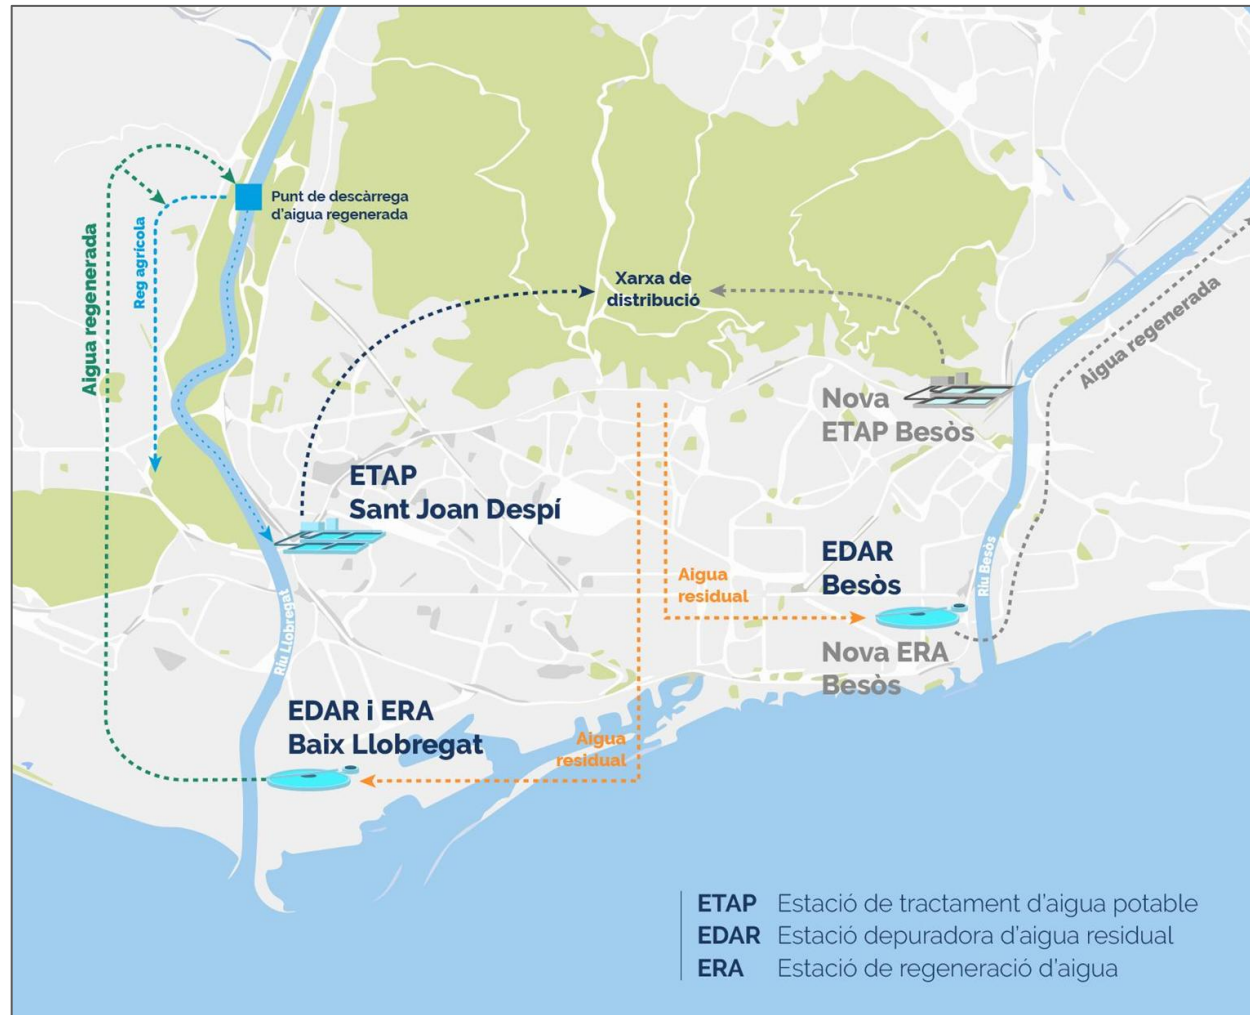 Punt de descàrrega
d'aigua regenerada
Aigua regenerada
Reg agrícola
Xarxa de
distribució
Aigua regenerada
Nova
ETAP Besòs
ETAP
Sant Joan Despí
EDAR
Besòs
Riu Besòs
Aigua
residual
Riu Llobregat
Nova ERA
Besòs
EDAR i ERA
Baix Llobregat
Aigua
residual
ETAP Estació de tractament d'aigua potable
EDAR Estació depuradora d'aigua residual
ERA Estació de regeneració d'aigua